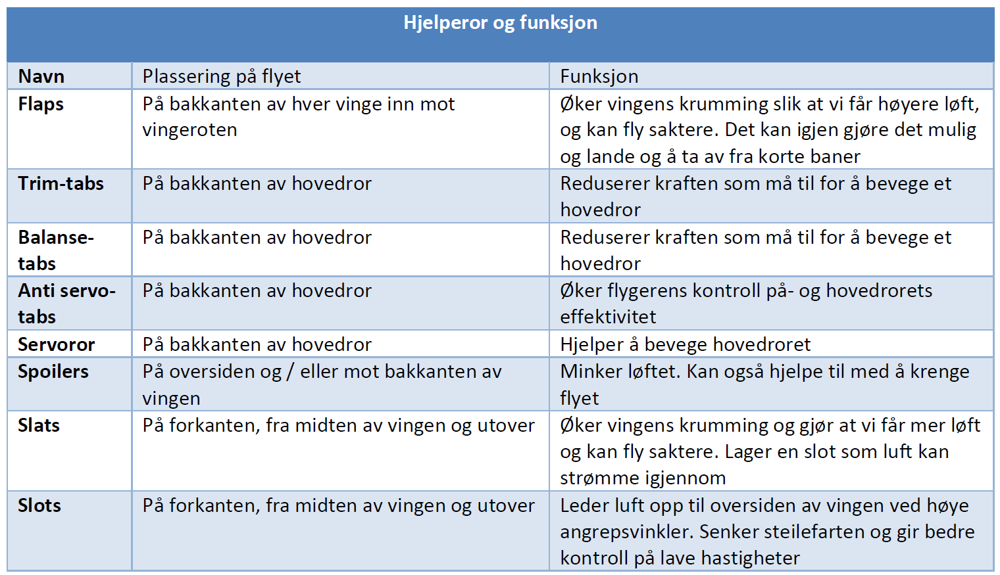 Hjelperor og funksjon
Navn
Plassering på flyet
Funksjon
Flaps
På bakkanten av hver vinge inn mot
vingeroten
Øker vingens krumming slik at vi får høyere løft,
og kan fly saktere. Det kan igjen gjøre det mulig
og lande og å ta av fra korte baner
Trim-tabs
På bakkanten av hovedror
Reduserer kraften som må til for å bevege et
hovedror
Balanse-
tabs
På bakkanten av hovedror
Reduserer kraften som må til for å bevege et
hovedror
Anti servo-
tabs
På bakkanten av hovedror
Øker flygerens kontroll på- og hovedrorets
effektivitet
Servoror
På bakkanten av hovedror
Hjelper å bevege hovedroret
Spoilers
På oversiden og / eller mot bakkanten av
vingen
Minker løftet. Kan også hjelpe til med å krenge
flyet
Slats
På forkanten, fra midten av vingen og utover
Øker vingens krumming og gjør at vi får mer løft
og kan fly saktere. Lager en slot som luft kan
strømme igjennom
Slots
På forkanten, fra midten av vingen og utover
Leder luft opp til oversiden av vingen ved høye
angrepsvinkler. Senker steilefarten og gir bedre
kontroll på lave hastigheter